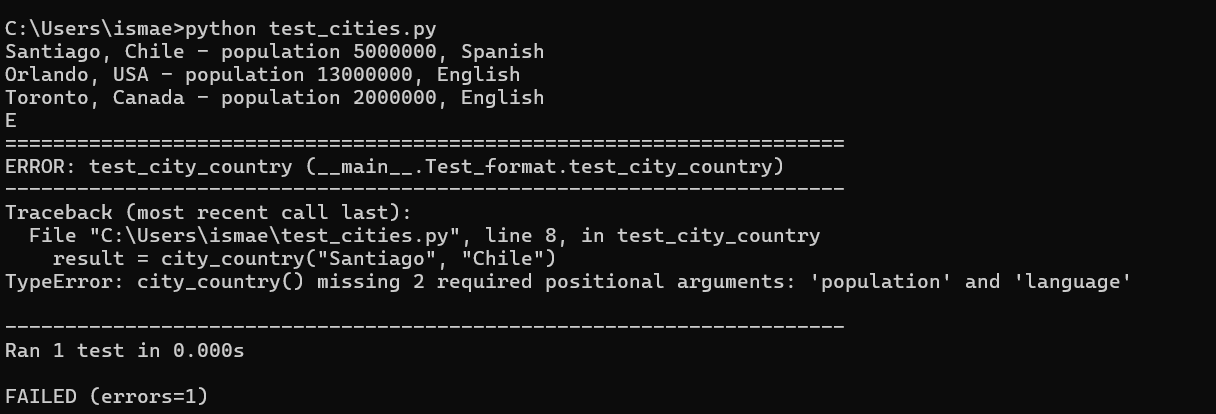 C:\Users\ismae>python test_cities.py
Santiago, Chile - population 5000000, Spanish
Orlando, USA - population 13000000, English
Toronto, Canada - population 2000000, English
E
======================================================================
ERROR: test_city_country (__main__.Test_format.test_city_country)
----------------------------------------------------------------------
Traceback (most recent call last):
  File "C:\Users\ismae\test_cities.py", line 8, in test_city_country
    result = city_country("Santiago", "Chile")
TypeError: city_country() missing 2 required positional arguments: 'population' and 'language'

----------------------------------------------------------------------
Ran 1 test in 0.000s

FAILED (errors=1)